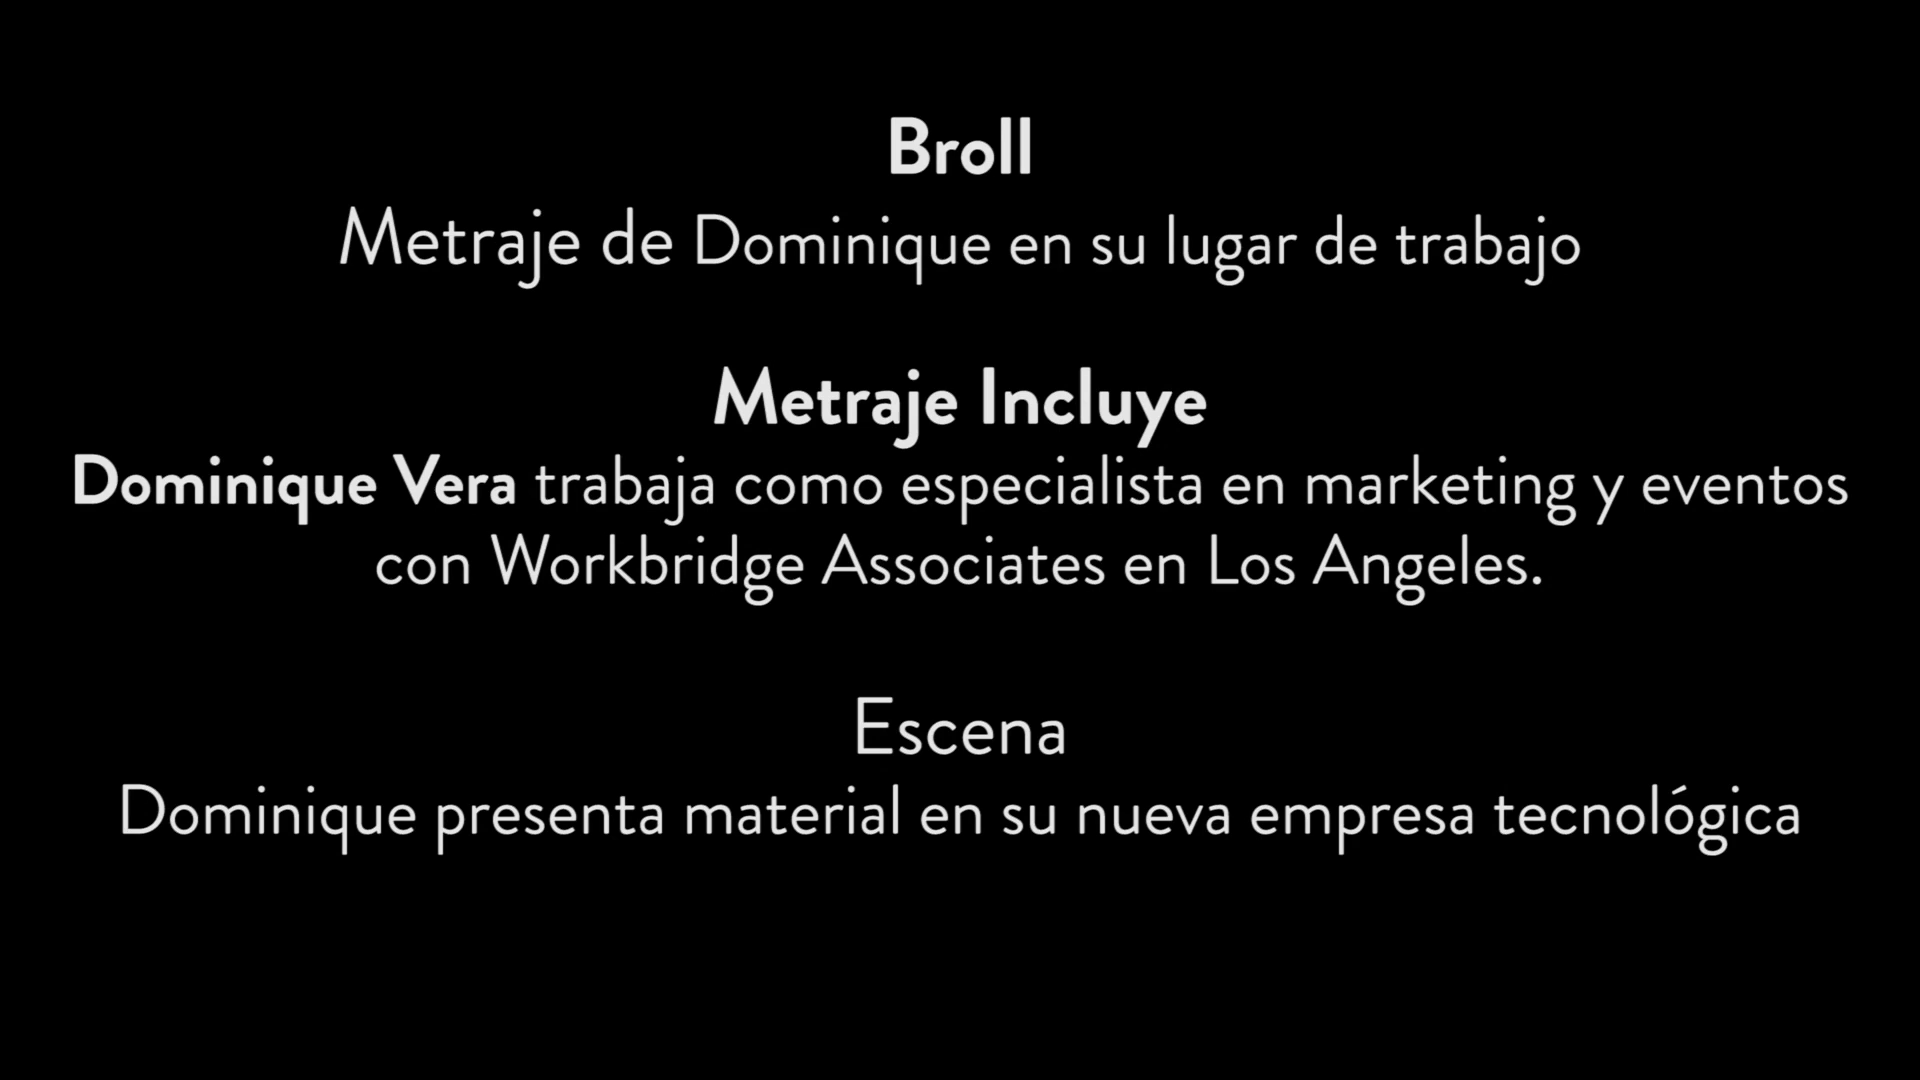 Broll
Metraje de Dominique en su lugar de trabajo
Metraje Incluye
Dominique Vera trabaja como especialista en marketing y eventos
con Workbridge Associates en Los Angeles.
Escena
Dominique presenta material en su nueva empresa tecnológica